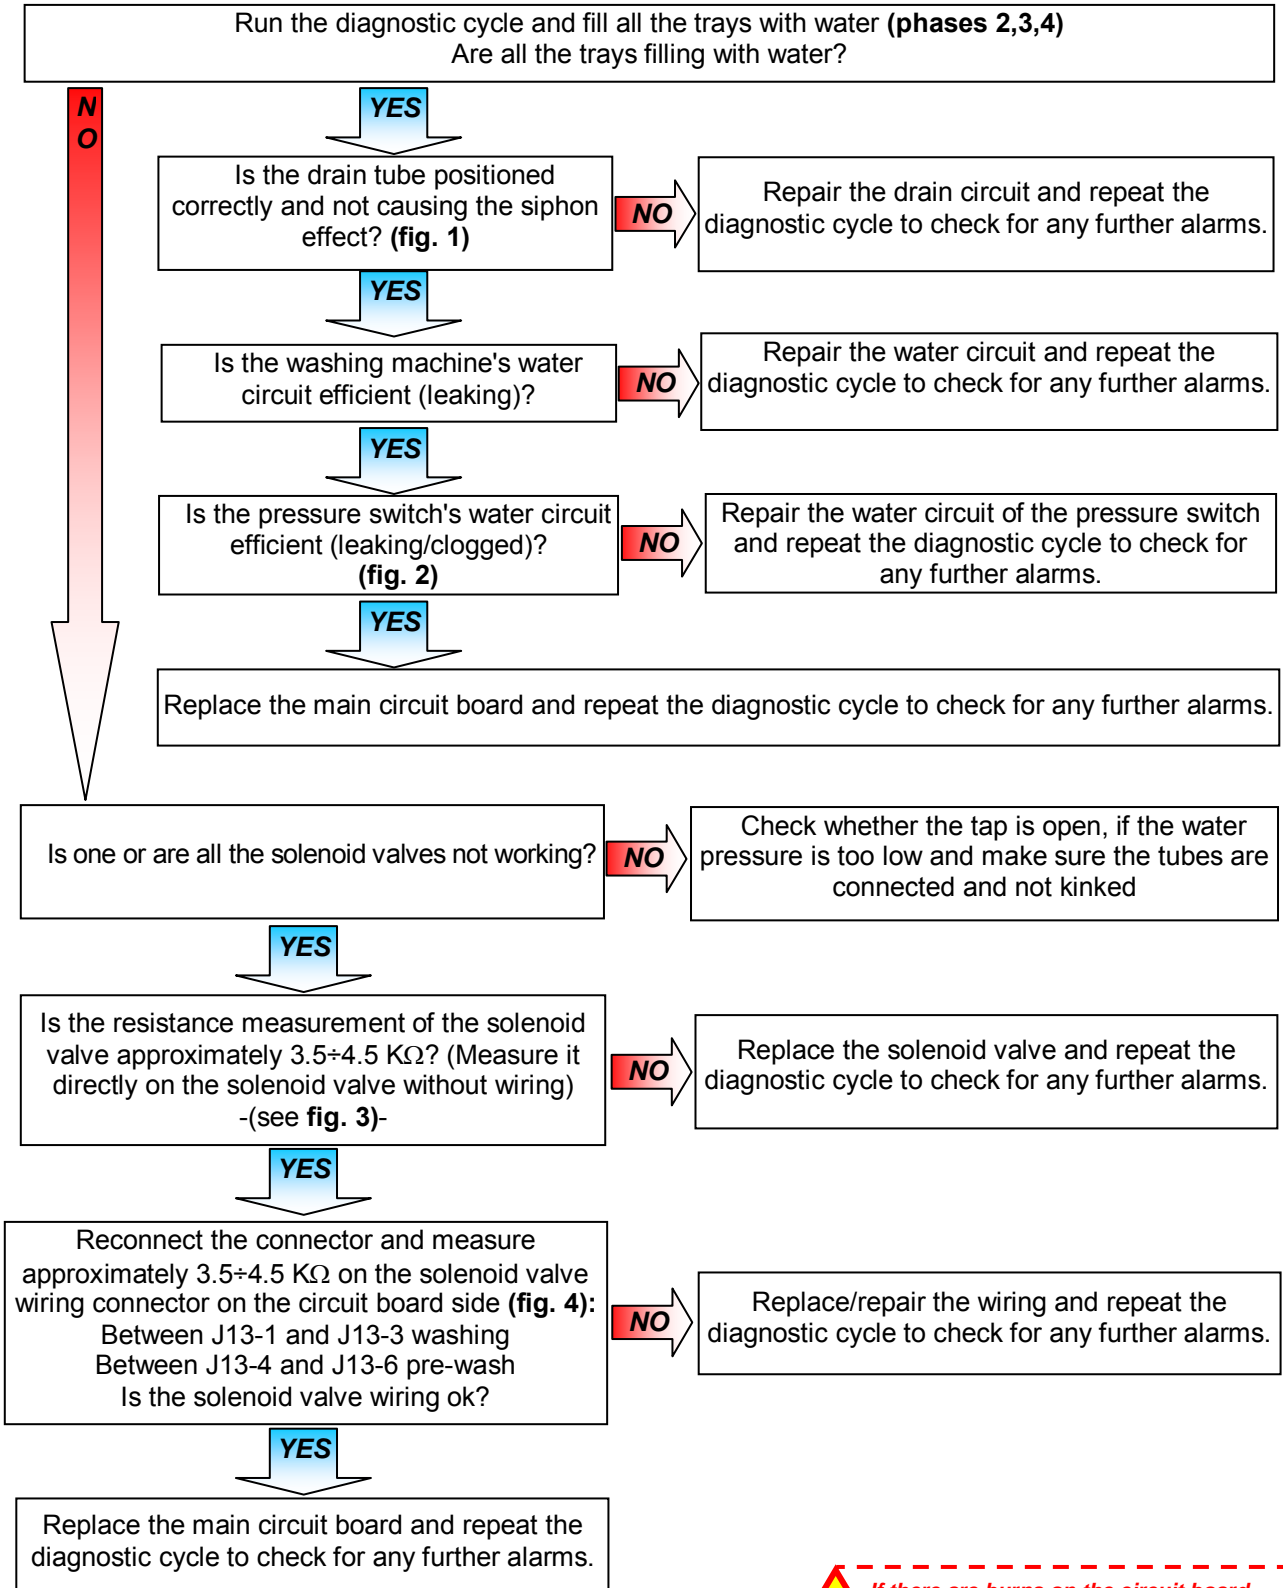 Run the diagnostic cycle and fill all the trays with water (phases 2,3,4)
Are all the trays filling with water?
N
O
YES
Is the drain tube positioned
correctly and not causing the siphon
effect? (fig. 1)
NO
Repair the drain circuit and repeat the
diagnostic cycle to check for any further alarms.
YES
Is the washing machine's water
circuit efficient (leaking)?
NO
Repair the water circuit and repeat the
diagnostic cycle to check for any further alarms.
YES
Is the pressure switch's water circuit
efficient (leaking/clogged)?
(fig. 2)
NO
Repair the water circuit of the pressure switch
and repeat the diagnostic cycle to check for
any further alarms.
YES
Replace the main circuit board and repeat the diagnostic cycle to check for any further alarms.
Is one or are all the solenoid valves not working?
NO
Check whether the tap is open, if the water
pressure is too low and make sure the tubes are
connected and not kinked
YES
Is the resistance measurement of the solenoid
valve approximately 3.5÷4.5 KΩ? (Measure it
directly on the solenoid valve without wiring)
-(see fig. 3)-
NO
Replace the solenoid valve and repeat the
diagnostic cycle to check for any further alarms.
YES
Reconnect the connector and measure
approximately 3.5÷4.5 KΩ on the solenoid valve
wiring connector on the circuit board side (fig. 4):
Between J13-1 and J13-3 washing
Between J13-4 and J13-6 pre-wash
Is the solenoid valve wiring ok?
NO
Replace/repair the wiring and repeat the
diagnostic cycle to check for any further alarms.
YES
Replace the main circuit board and repeat the
diagnostic cycle to check for any further alarms.
If there are burns on the circuit board